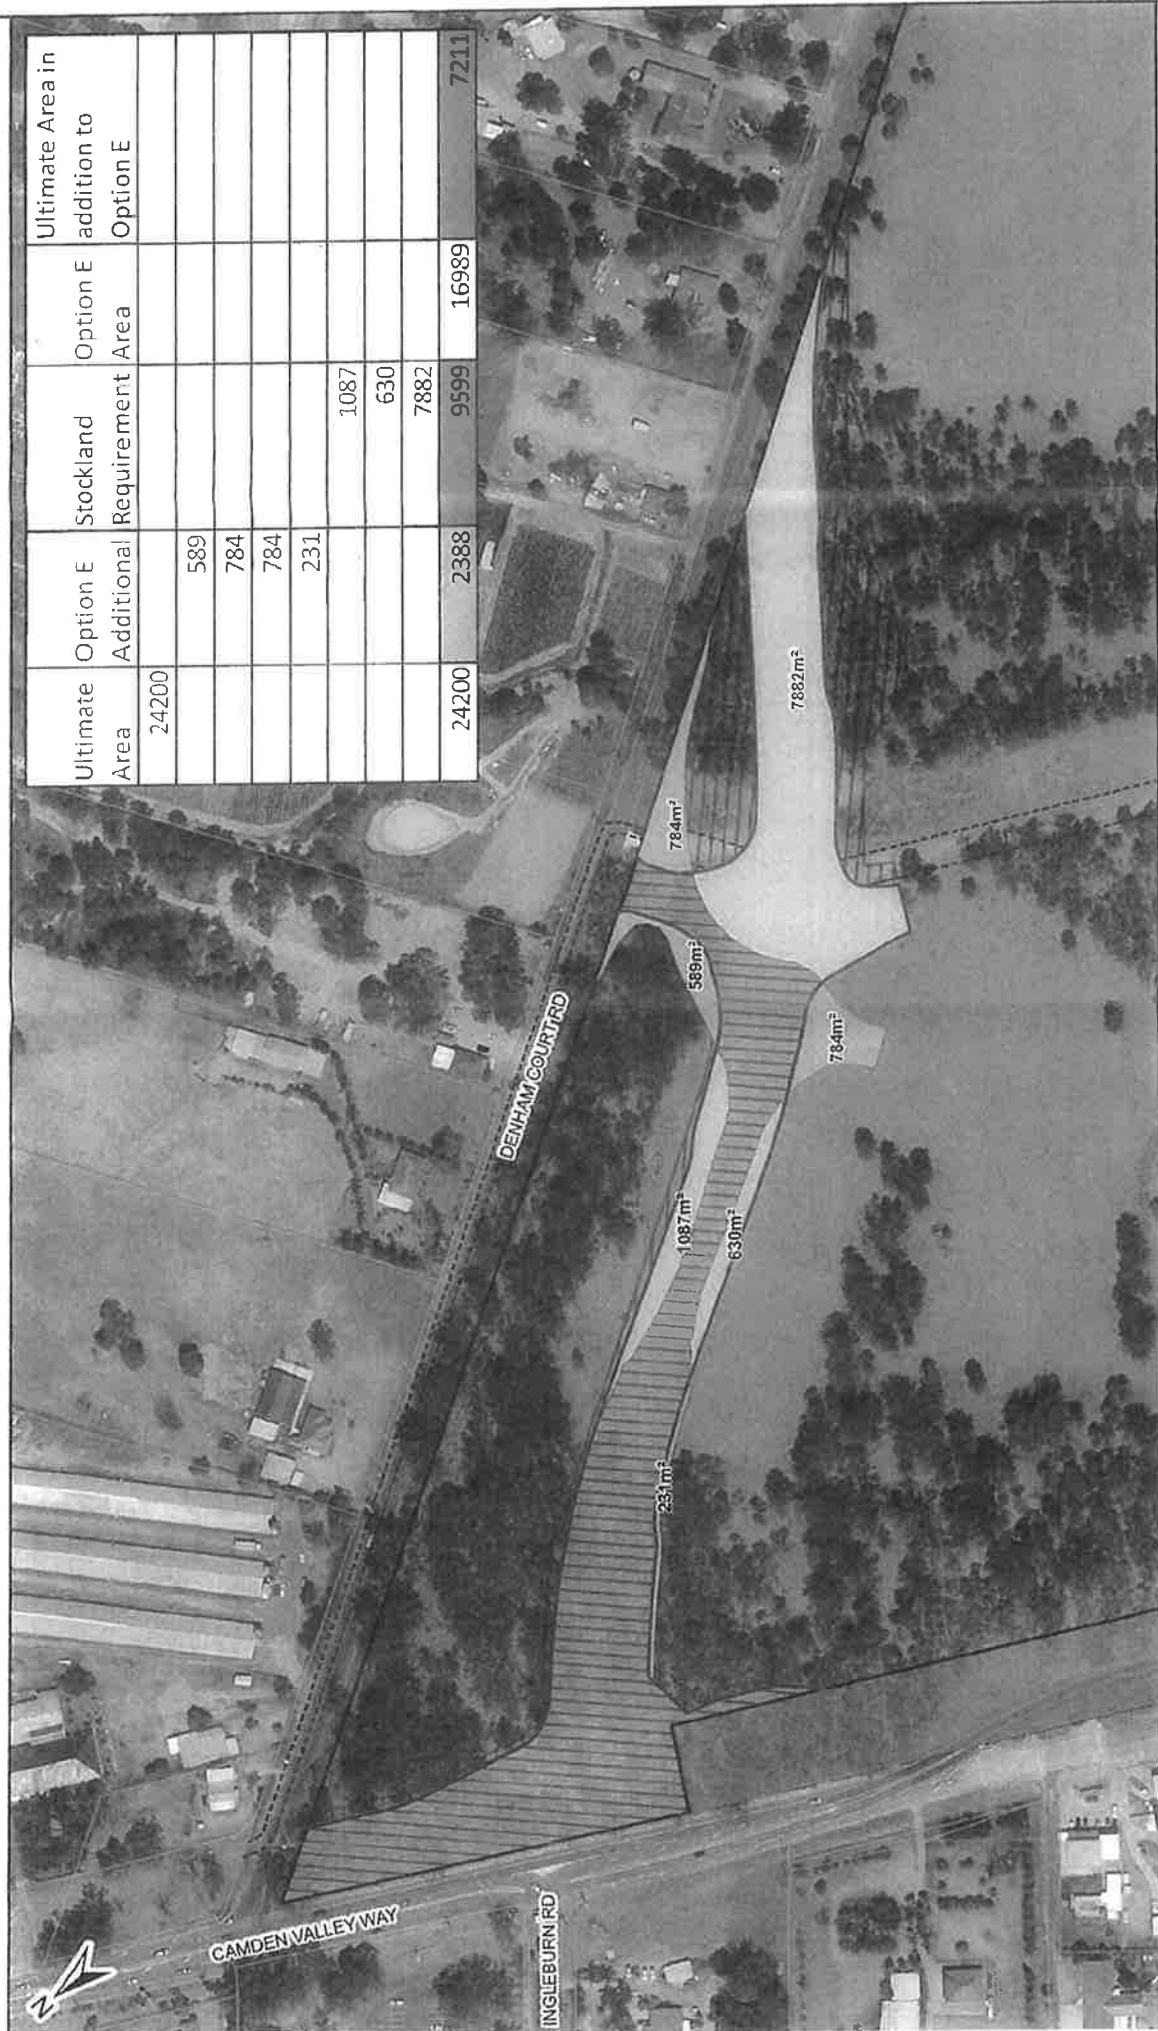 Ultimate Area
Option E Additional
Stockland Requirement
Option E Area
Ultimate Area in addition to Option E
24200
589
784
784
231
1087
630
7882
24200 2388 9599 16989 7211
784m²
7882m²
589m²
784m²
DENHAM COURT RD
1087m²
630m²
231m²
CAMDEN VALLEY WAY
INGLEBURN RD
N